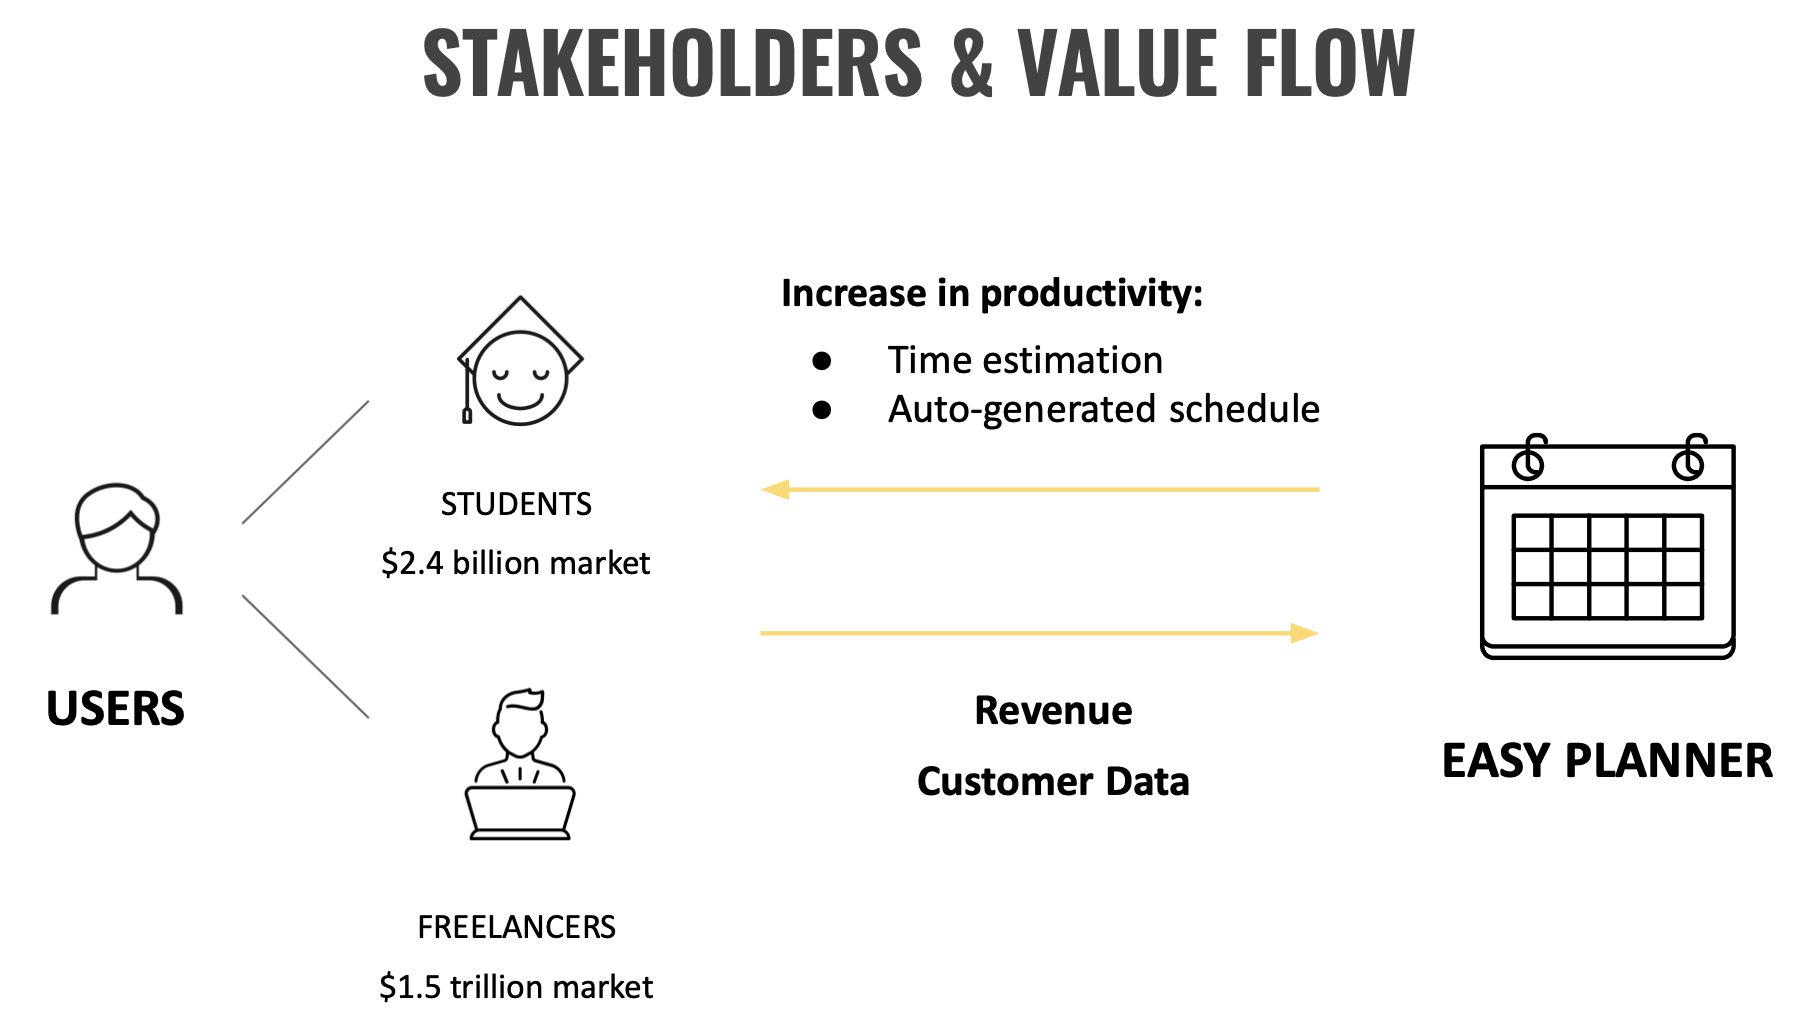 STAKEHOLDERS & VALUE FLOW
Increase in productivity:
● Time estimation
● Auto-generated schedule
STUDENTS
$2.4 billion market
USERS
Revenue
Customer Data
EASY PLANNER
FREELANCERS
$1.5 trillion market